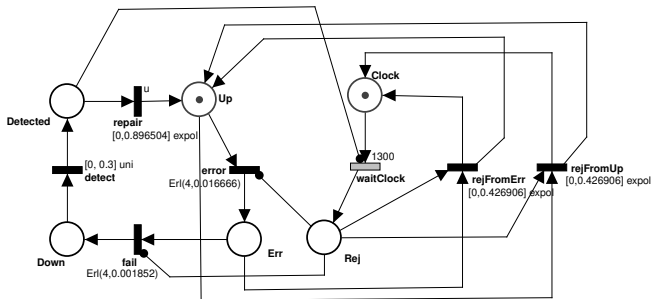 Clock
u
Up
Detected
repair
[0,0.896504] expol
1300
[0, 0.3] uni
detect
error
Erl(4,0.016666)
waitClock
rejFromErr
[0,0.426906] expol
rejFromUp
[0,0.426906] expol
Down
fail
Erl(4,0.001852)
Err
Rej